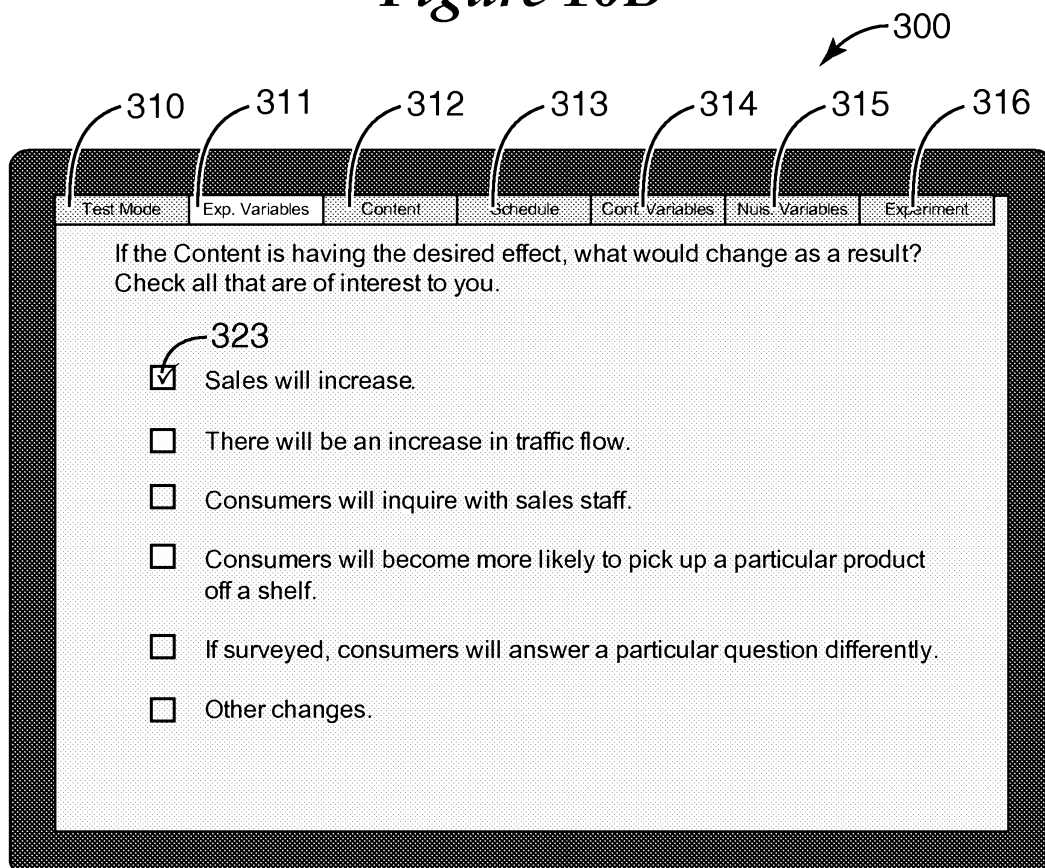 Figure 10B
300
310 311 312 313 314 315 316
Test Mode Exp. Variables Content Schedule Cont. Variables Nuis. Variables Experiment
If the Content is having the desired effect, what would change as a result?
Check all that are of interest to you.
323
Sales will increase.
There will be an increase in traffic flow.
Consumers will inquire with sales staff.
Consumers will become more likely to pick up a particular product
off a shelf.
If surveyed, consumers will answer a particular question differently.
Other changes.